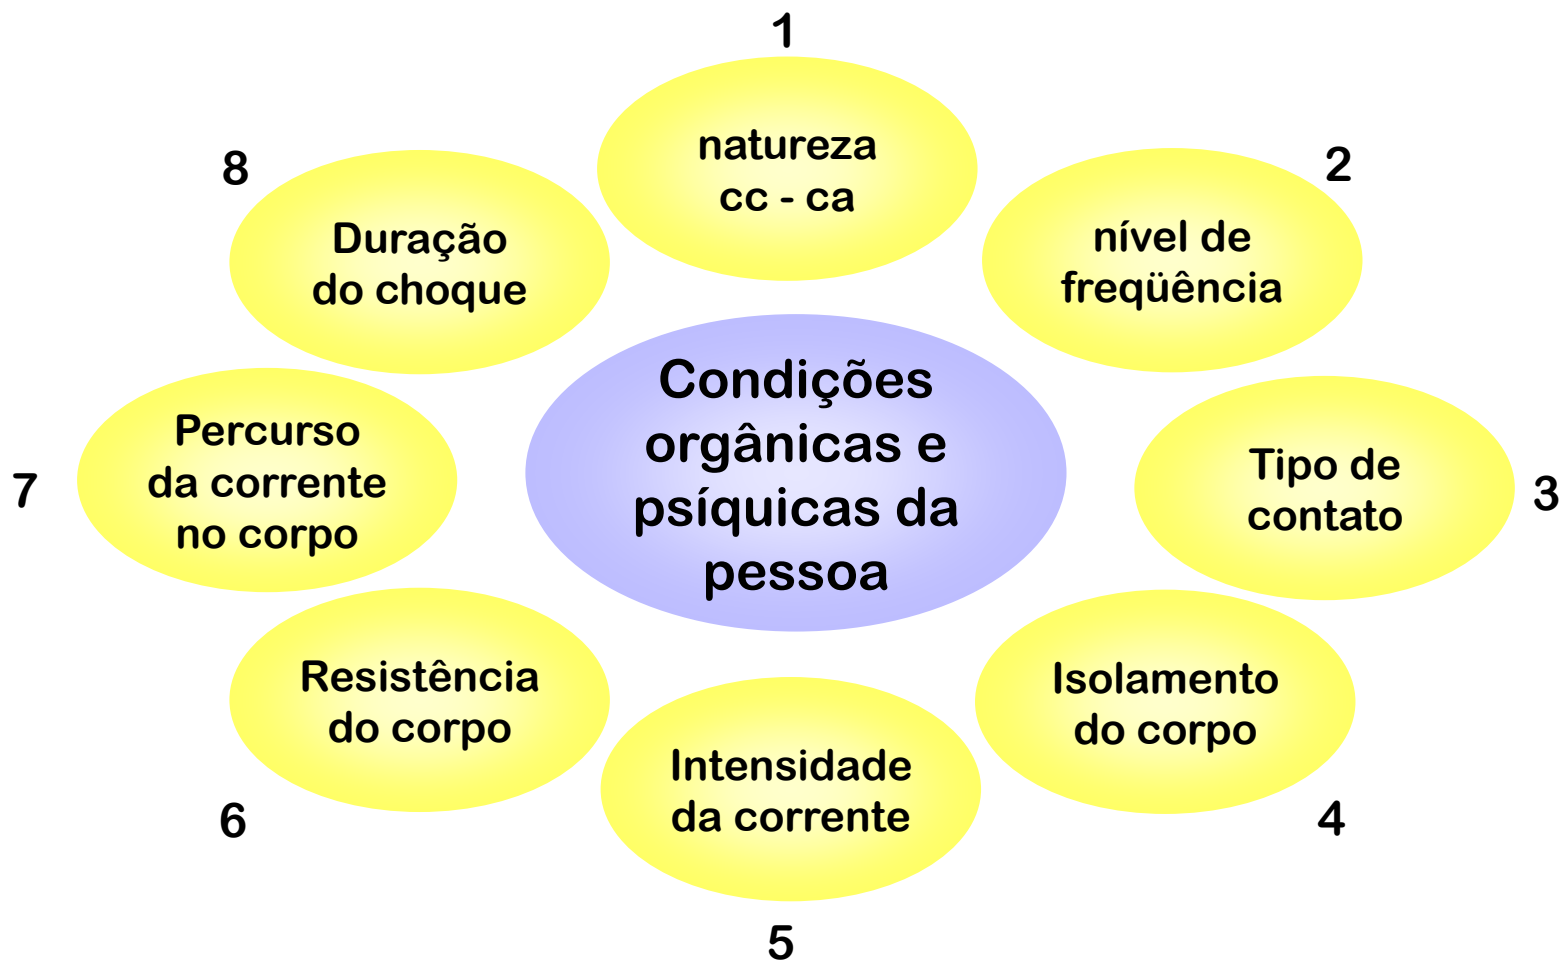 1
natureza
cc - ca
2
nível de
freqüência
3
Tipo de
contato
4
Isolamento
do corpo
5
Intensidade
da corrente
6
Resistência
do corpo
7
Percurso
da corrente
no corpo
8
Duração
do choque
Condições
orgânicas e
psíquicas da
pessoa